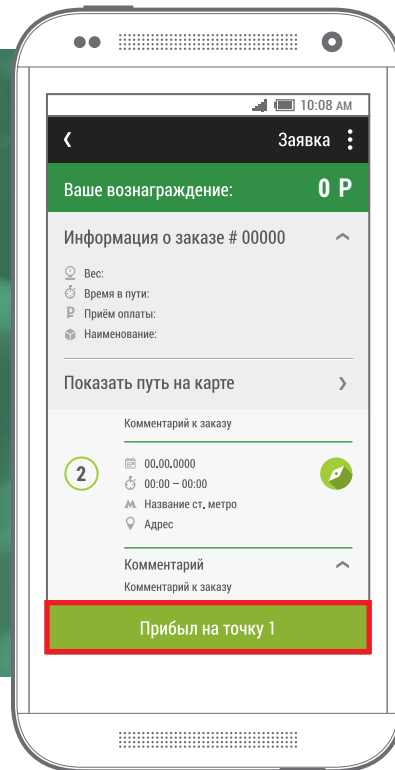 10:08 AM
Заявка
Ваше вознаграждение: 0 Р
Информация о заказе # 00000
Вес:
Время в пути:
Приём оплаты:
Наименование:
Показать путь на карте
Комментарий к заказу
2
00.00.0000
00:00 – 00:00
Название ст. метро
Адрес
Комментарий
Комментарий к заказу
Прибыл на точку 1